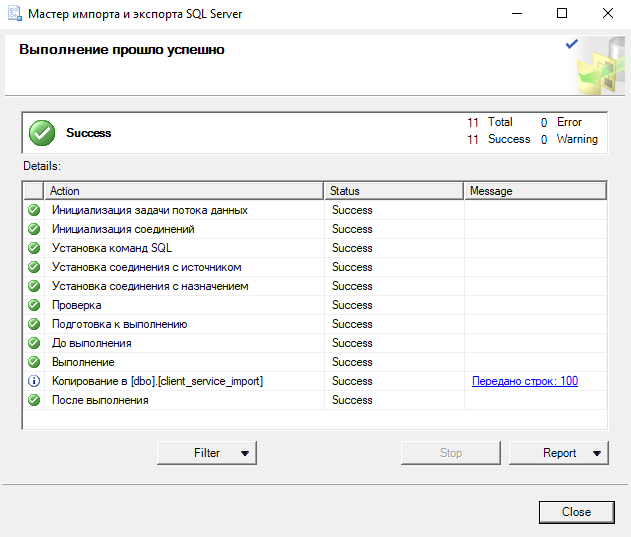 Мастер импорта и экспорта SQL Server
Выполнение прошло успешно
Success
11 Total 0 Error
11 Success 0 Warning
Details:
Action Status Message
Инициализация задачи потока данных Success
Инициализация соединений Success
Установка команд SQL Success
Установка соединения с источником Success
Установка соединения с назначением Success
Проверка Success
Подготовка к выполнению Success
До выполнения Success
Выполнение Success
Копирование в [dbo].[client_service_import] Success Передано строк: 100
После выполнения Success
Filter Stop Report
Close